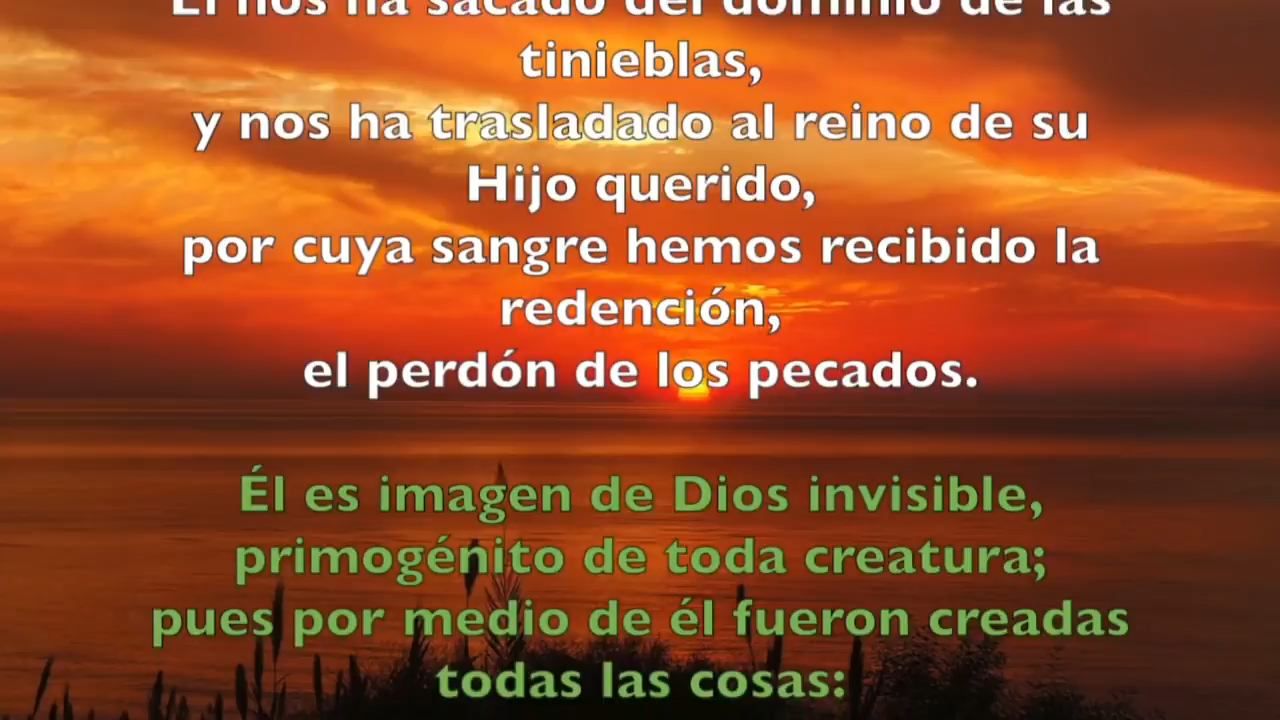 Él nos ha sacado del dominio de las
tinieblas,
y nos ha trasladado al reino de su
Hijo querido,
por cuya sangre hemos recibido la
redención,
el perdón de los pecados.
Él es imagen de Dios invisible,
primogénito de toda creatura;
pues por medio de él fueron creadas
todas las cosas: